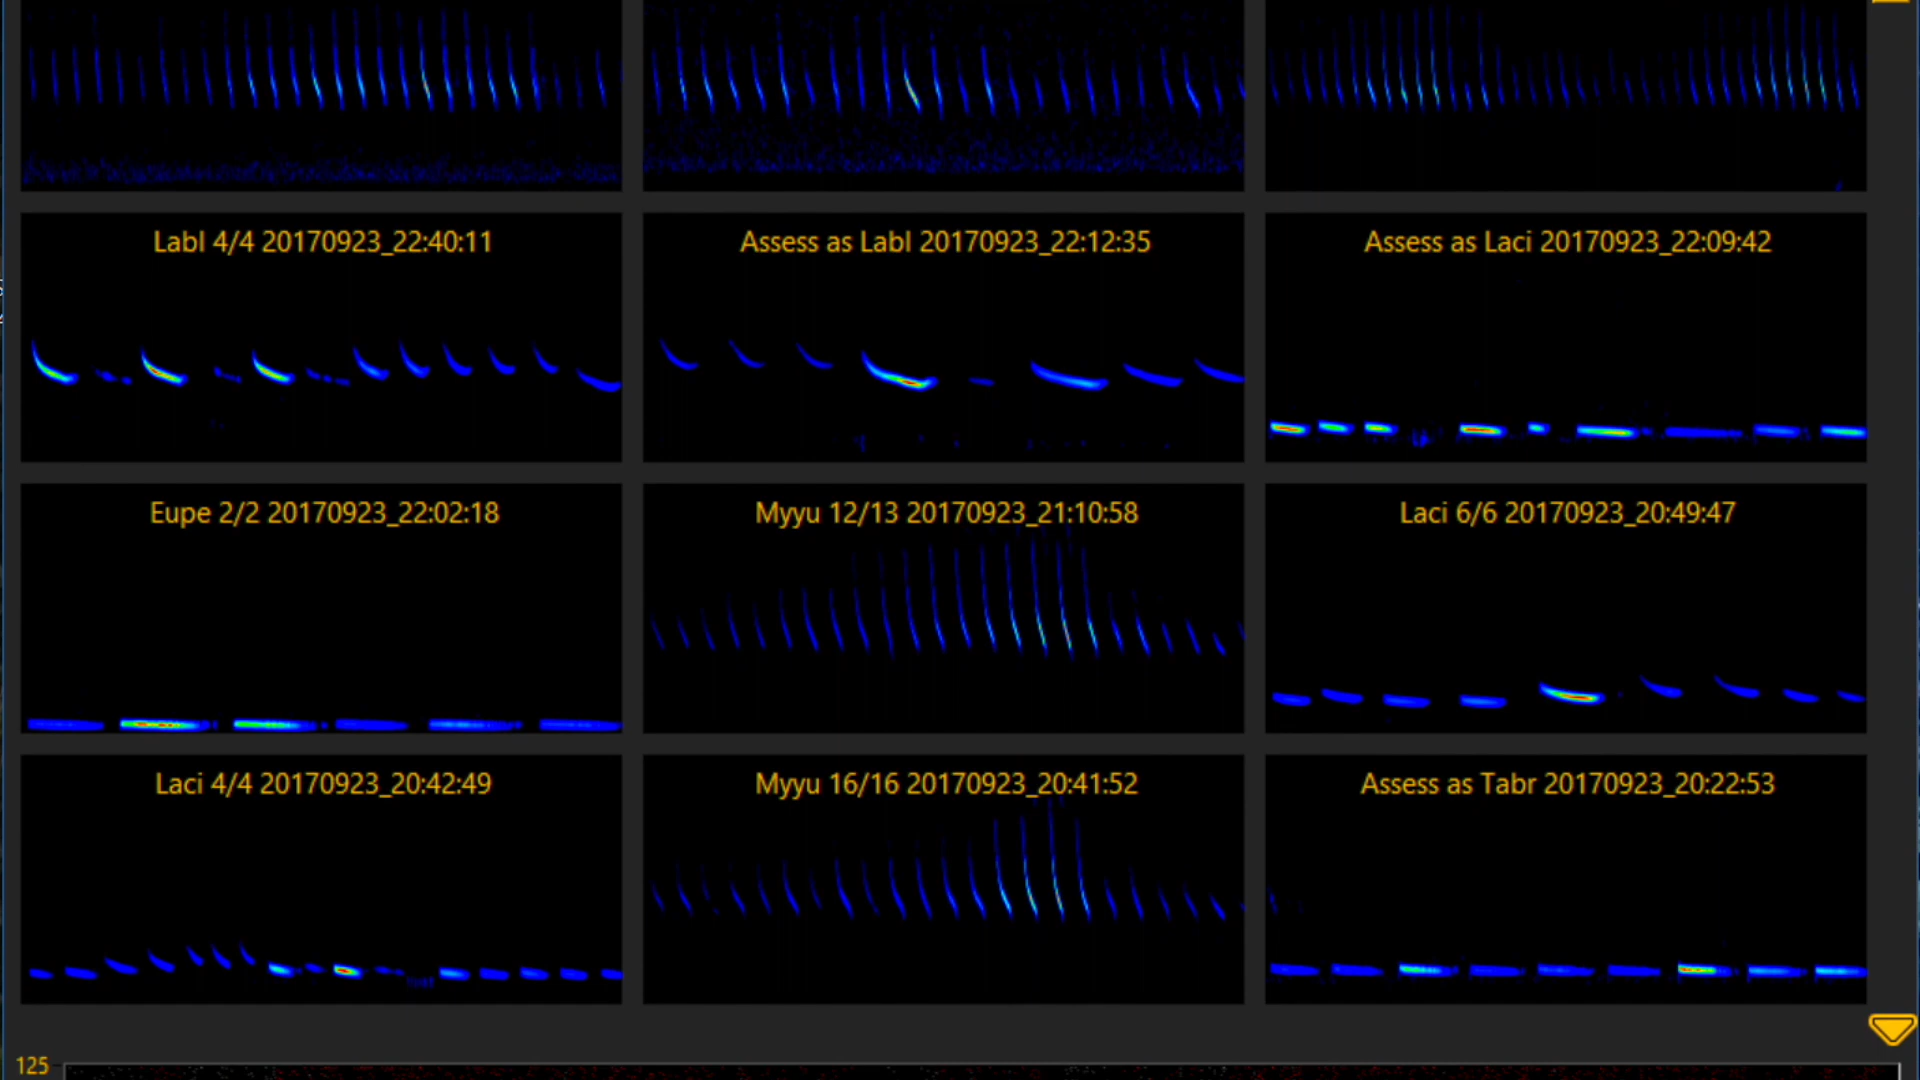 Labl 4/4 20170923_22:40:11
Assess as Labl 20170923_22:12:35
Assess as Laci 20170923_22:09:42
Eupe 2/2 20170923_22:02:18
Myyu 12/13 20170923_21:10:58
Laci 6/6 20170923_20:49:47
Laci 4/4 20170923_20:42:49
Myyu 16/16 20170923_20:41:52
Assess as Tabr 20170923_20:22:53
125